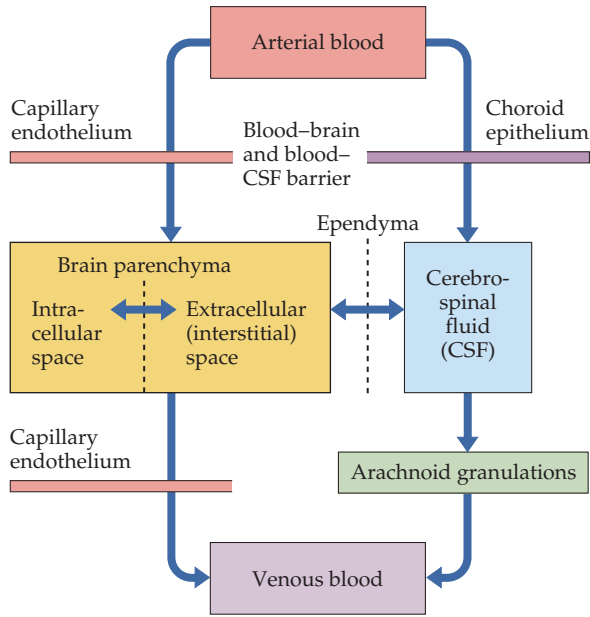 Arterial blood
Capillary
endothelium
Blood–brain
and blood–
CSF barrier
Choroid
epithelium
Ependyma
Brain parenchyma
Intra-
cellular
space
Extracellular
(interstitial)
space
Cerebro-
spinal
fluid
(CSF)
Capillary
endothelium
Arachnoid granulations
Venous blood